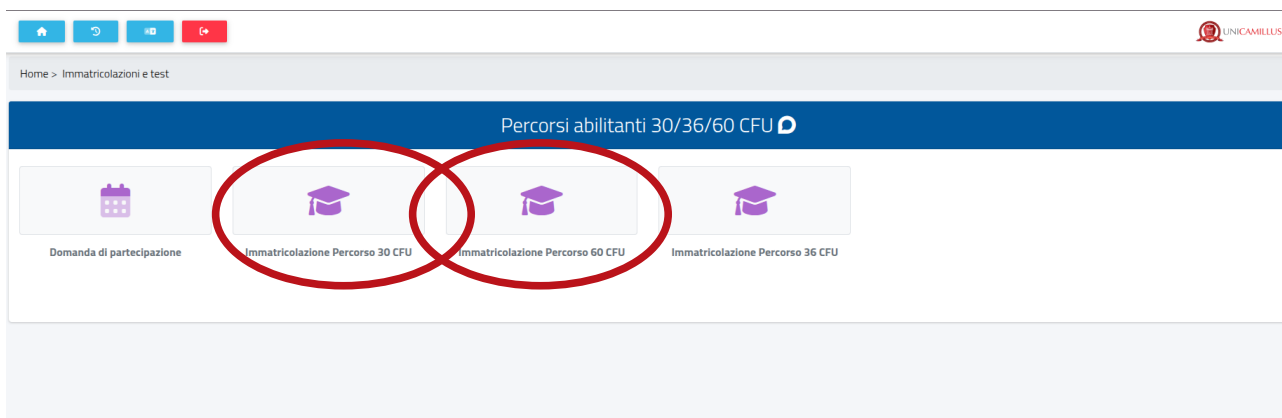 UNICAMILLUS
Home > Immatricolazioni e test
Percorsi abilitanti 30/36/60 CFU
Domanda di partecipazione
Immatricolazione Percorso 30 CFU
Immatricolazione Percorso 60 CFU
Immatricolazione Percorso 36 CFU